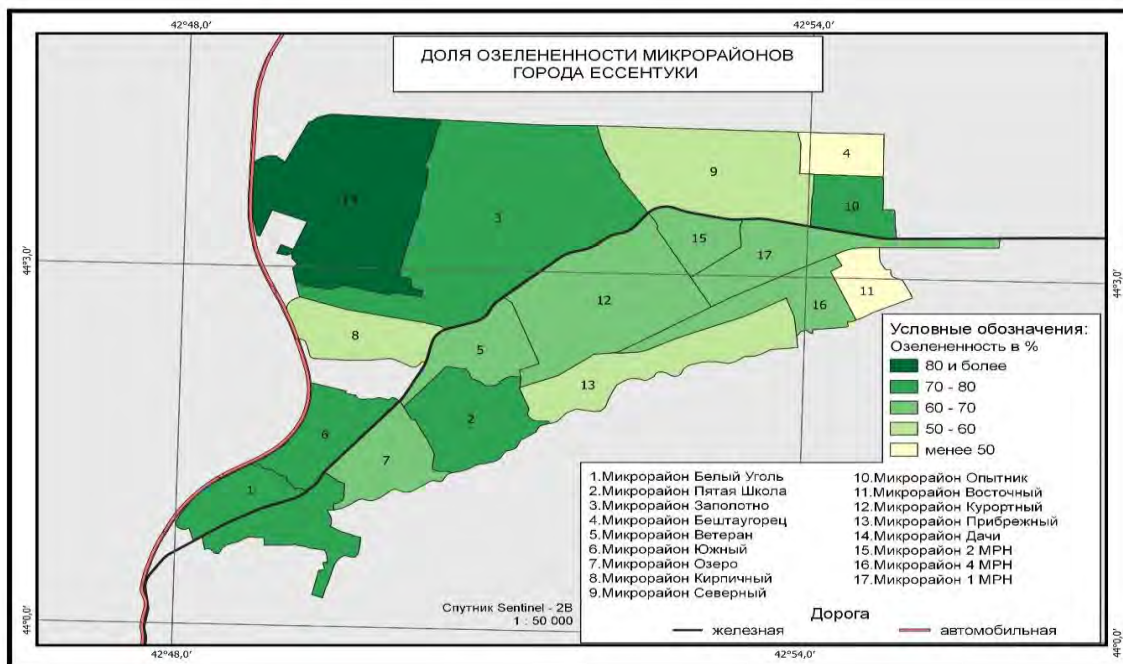 42°48,0'
42°54,0'
ДОЛЯ ОЗЕЛЕНЕННОСТИ МИКРОРАЙОНОВ
ГОРОДА ЕССЕНТУКИ
44°3,0'
44°3,0'
44°0,0'
44°0,0'
4
9
14
3
10
15
17
12
11
16
8
5
13
2
6
7
1
Условные обозначения:
Озелененность в %
80 и более
70 - 80
60 - 70
50 - 60
менее 50
1.Микрорайон Белый Уголь
2.Микрорайон Пятая Школа
3.Микрорайон Заполотно
4.Микрорайон Бештаугорец
5.Микрорайон Ветеран
6.Микрорайон Южный
7.Микрорайон Озеро
8.Микрорайон Кирпичный
9.Микрорайон Северный
10.Микрорайон Опытник
11.Микрорайон Восточный
12.Микрорайон Курортный
13.Микрорайон Прибрежный
14.Микрорайон Дачи
15.Микрорайон 2 МРН
16.Микрорайон 4 МРН
17.Микрорайон 1 МРН
Спутник Sentinel - 2B
1 : 50 000
Дорога
железная
автомобильная
42°48,0'
42°54,0'